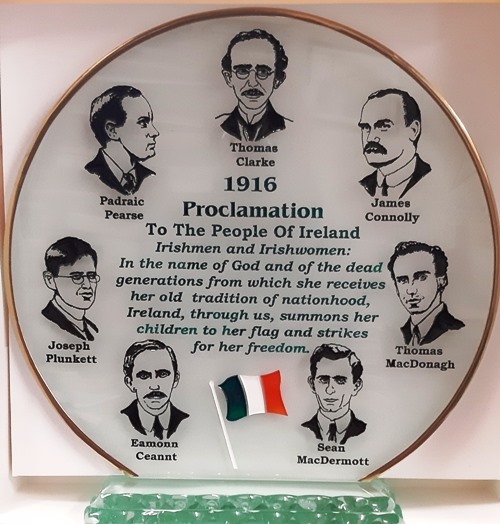 Thomas
Clarke
Padraic
Pearse
James
Connolly
1916
Proclamation
To The People Of Ireland
Irishmen and Irishwomen:
In the name of God and of the dead
generations from which she receives
her old tradition of nationhood,
Ireland, through us, summons her
children to her flag and strikes
for her freedom.
Joseph
Plunkett
Thomas
MacDonagh
Eamonn
Ceannt
Sean
MacDermott